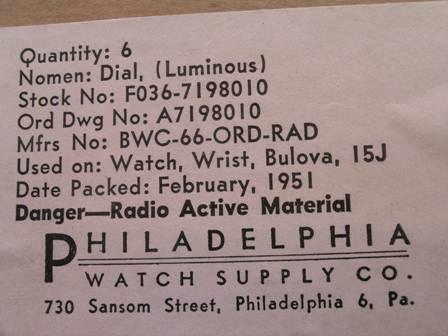 Quantity: 6
Nomen: Dial, (Luminous)
Stock No: F036-7198010
Ord Dwg No: A7198010
Mfrs No: BWC-66-ORD-RAD
Used on: Watch, Wrist, Bulova, 15J
Date Packed: February, 1951
Danger—Radio Active Material
PHILADELPHIA
WATCH SUPPLY CO.
730 Sansom Street, Philadelphia 6, Pa.